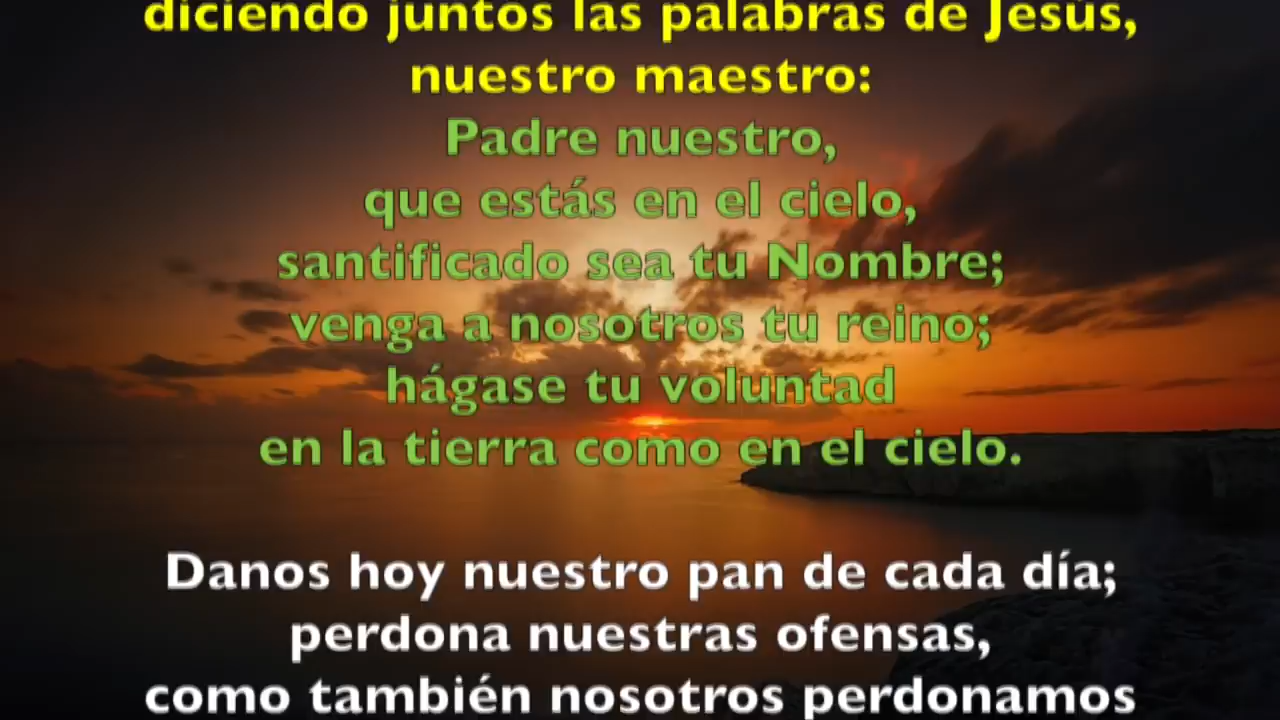 diciendo juntos las palabras de Jesús,
nuestro maestro:
Padre nuestro,
que estás en el cielo,
santificado sea tu Nombre;
venga a nosotros tu reino;
hágase tu voluntad
en la tierra como en el cielo.
Danos hoy nuestro pan de cada día;
perdona nuestras ofensas,
como también nosotros perdonamos